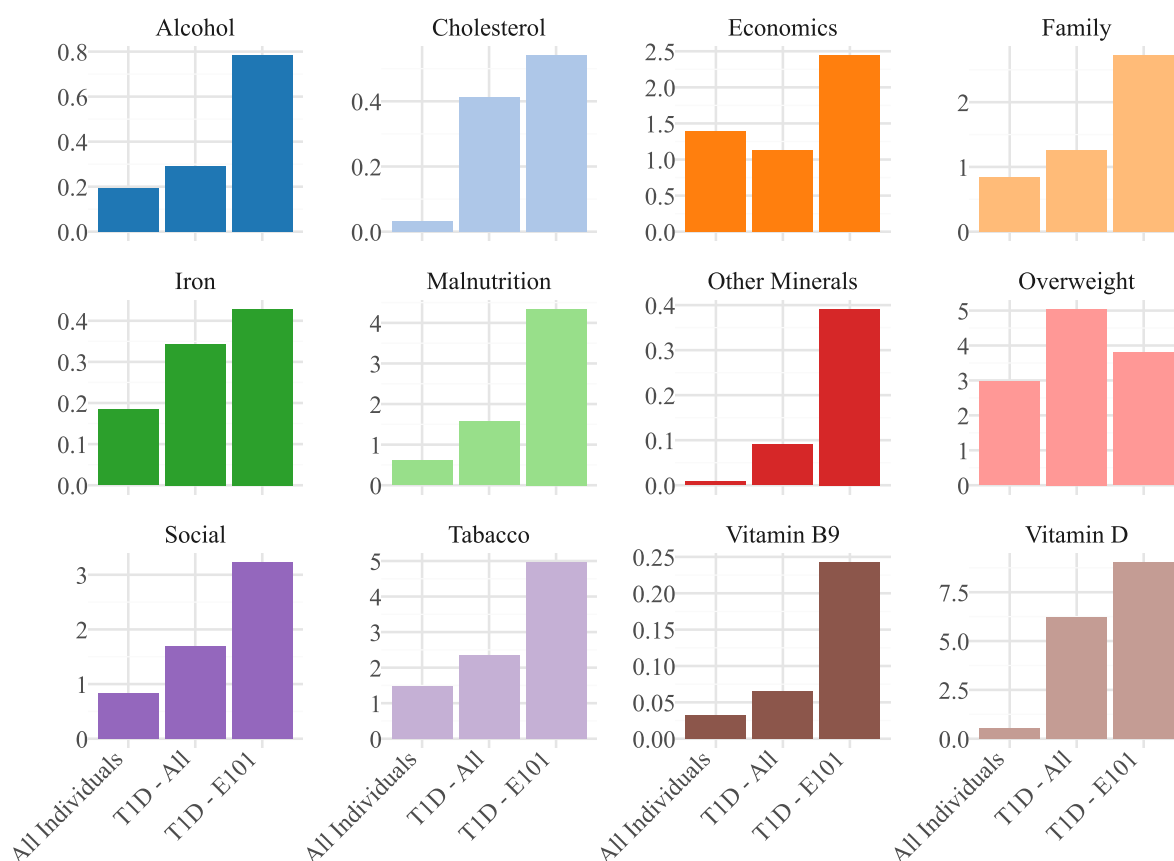 Alcohol
0.8
0.6
0.4
0.2
0.0
Cholesterol
0.4
0.2
0.0
Economics
2.5
2.0
1.5
1.0
0.5
0.0
Family
2
1
0
Iron
0.4
0.3
0.2
0.1
0.0
Malnutrition
4
3
2
1
0
Other Minerals
0.4
0.3
0.2
0.1
0.0
Overweight
5
4
3
2
1
0
Social
3
2
1
0
Tabacco
5
4
3
2
1
0
Vitamin B9
0.25
0.20
0.15
0.10
0.05
0.00
Vitamin D
7.5
5.0
2.5
0.0
All Individuals
T1D - All
T1D - E101
All Individuals
T1D - All
T1D - E101
All Individuals
T1D - All
T1D - E101
All Individuals
T1D - All
T1D - E101